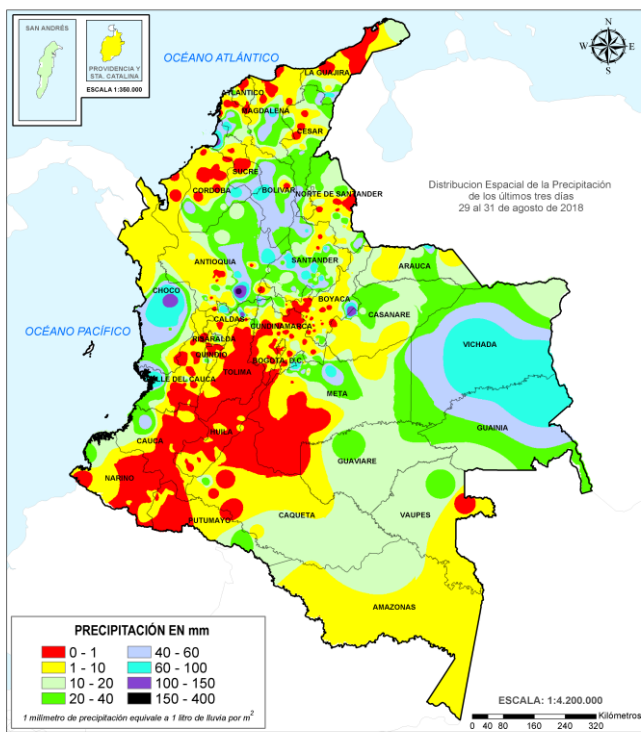 SAN ANDRÉS
PROVIDENCIA Y
STA. CATALINA
ESCALA 1:350.000
OCÉANO ATLÁNTICO
N
W E
S
LA GUAJIRA
ATLANTICO
MAGDALENA
CESAR
SUCRE
CORDOBA
BOLIVAR
NORTE DE SANTANDER
Distribucion Espacial de la Precipitación
de los últimos tres días
29 al 31 de agosto de 2018
ANTIOQUIA
SANTANDER
ARAUCA
CHOCO
BOYACA
CASANARE
OCÉANO PACÍFICO
CALDAS
CUNDINAMARCA
RISARALDA
VICHADA
QUINDIO
BOGOTA, D.C.
TOLIMA
VALLE DEL CAUCA
META
GUAINIA
CAUCA
HUILA
GUAVIARE
NARIÑO
CAQUETA
VAUPES
PUTUMAYO
AMAZONAS
PRECIPITACIÓN EN mm
0 - 1 40 - 60
1 - 10 60 - 100
10 - 20 100 - 150
20 - 40 150 - 400
1 milimetro de precipitación equivale a 1 litro de lluvia por m²
ESCALA: 1:4.200.000
Kilómetros
0 40 80 160 240 320